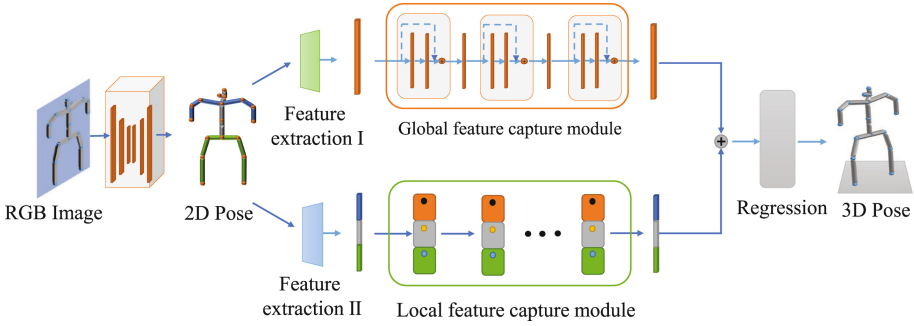 RGB Image
2D Pose
Feature
extraction I
Global feature capture module
Feature
extraction II
Local feature capture module
Regression
3D Pose